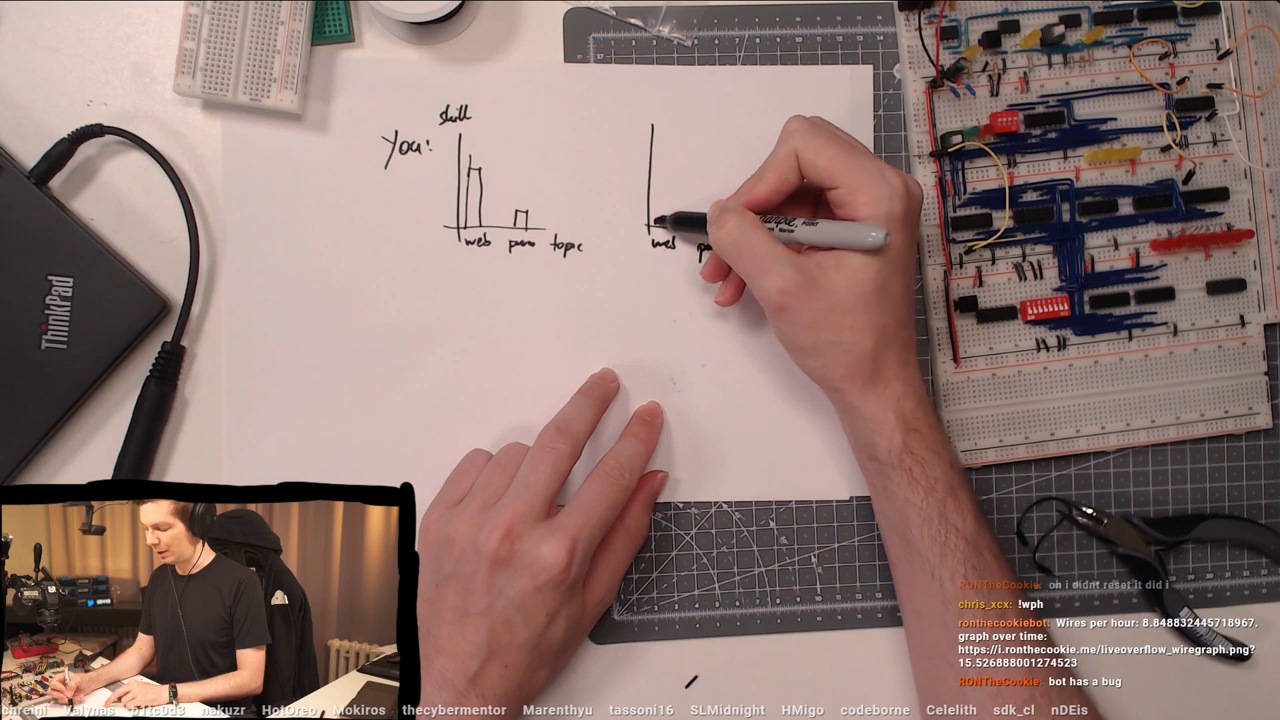 skill
You:
web pwn topic
web
ThinkPad
Sharpie
RONTheCookie: oh i didnt reset it did i
chris_xcx: !wph
ronthecookiebot: Wires per hour: 8.848832445718967.
graph over time:
https://i.ronthecookie.me/liveoverflow_wiregraph.png?
15.526888001274523
RONTheCookie: bot has a bug
chreini Valynas b1tc0d3 nakuzr HotOreo Mokiros thecybermentor Marenthyu tassoni16 SLMidnight HMigo codeborne Celelith sdk_cl nDEis